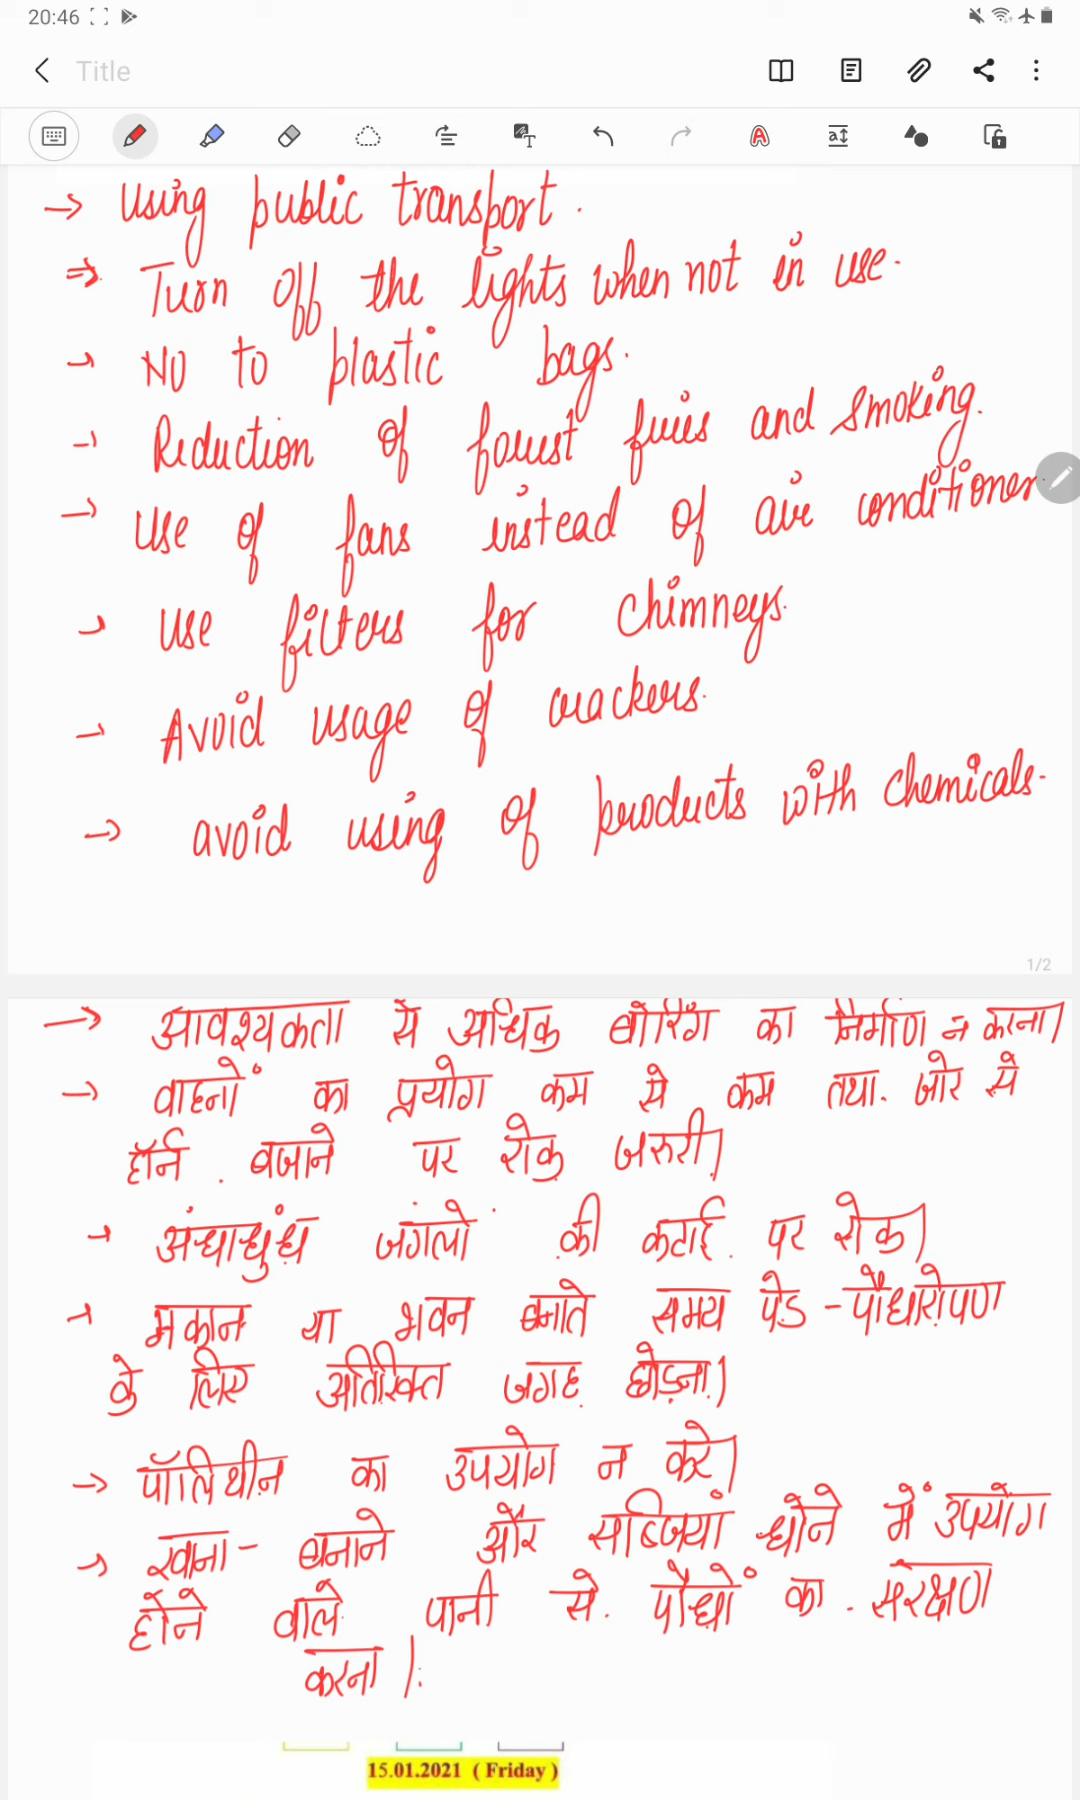 20:46
Title
→ Using public transport.
→ Turn off the lights when not in use.
→ NO to plastic bags.
→ Reduction of forest fires and smoking.
→ Use of fans instead of air conditioner.
→ Use filters for chimneys.
→ Avoid usage of crackers.
→ avoid using of products with chemicals.
1/2
→ आवश्यकता से अधिक बोरिंग का निर्माण न करना।
→ वाहनों का प्रयोग कम से कम तथा जोर से
हॉर्न बजाने पर रोक जरुरी।
→ अंधाधुंध जंगलों की कटाई पर रोक।
→ मकान या भवन बनाते समय पेड-पौधरोपण
के लिए अतिरिक्त जगह छोड़ना।
→ पॉलिथीन का उपयोग न करे।
→ खाना-बनाने और सब्जियां धोने में उपयोग
होने वाले पानी से पौधों का संरक्षण
करना।
15.01.2021 ( Friday )